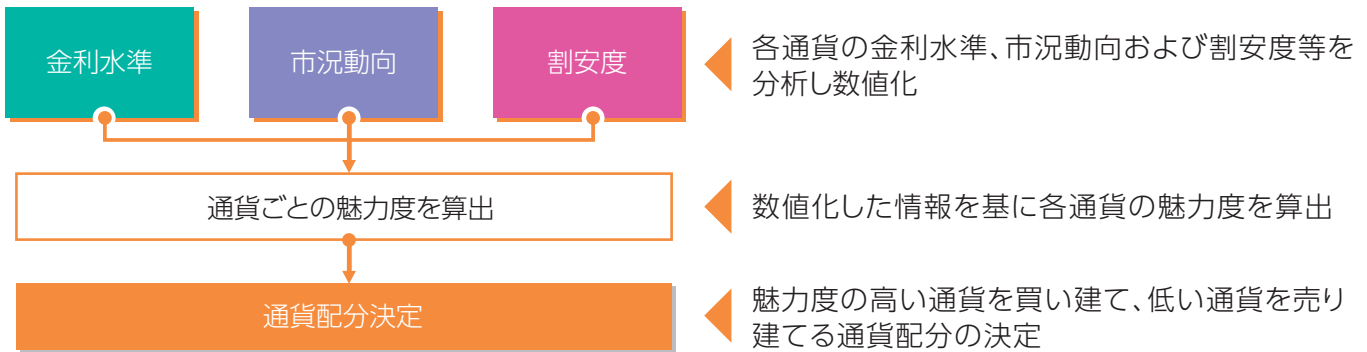 金利水準
市況動向
割安度
各通貨の金利水準、市況動向および割安度等を
分析し数値化
通貨ごとの魅力度を算出
数値化した情報を基に各通貨の魅力度を算出
通貨配分決定
魅力度の高い通貨を買い建て、低い通貨を売り
建てる通貨配分の決定